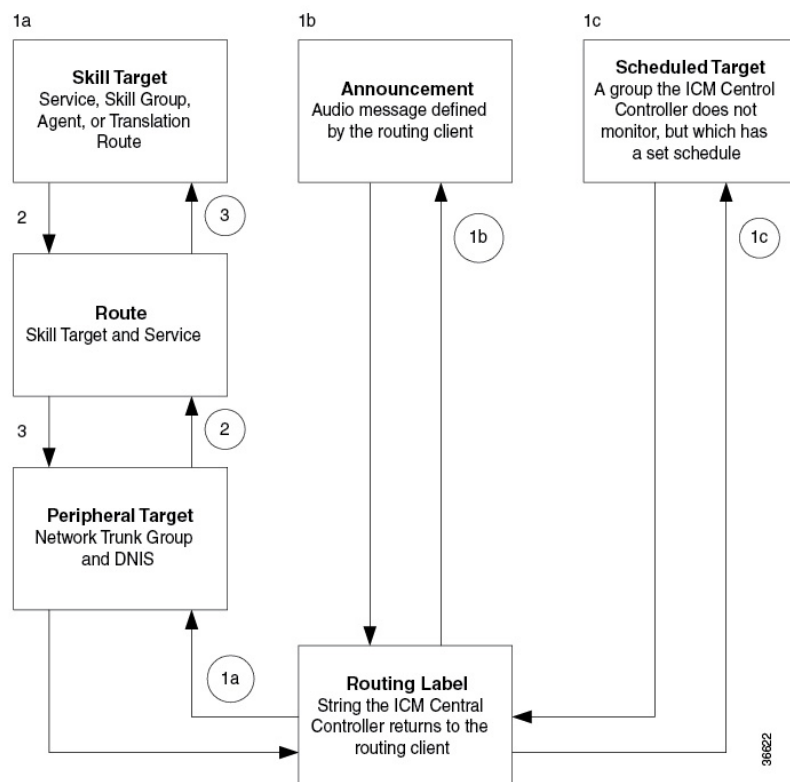 1a
1b
1c
Skill Target
Service, Skill Group,
Agent, or Translation
Route
Announcement
Audio message defined
by the routing client
Scheduled Target
A group the ICM Central
Controller does not
monitor, but which has
a set schedule
2
3
1b
1c
Route
Skill Target and Service
3
2
Peripheral Target
Network Trunk Group
and DNIS
1a
Routing Label
String the ICM Central
Controller returns to the
routing client
36622